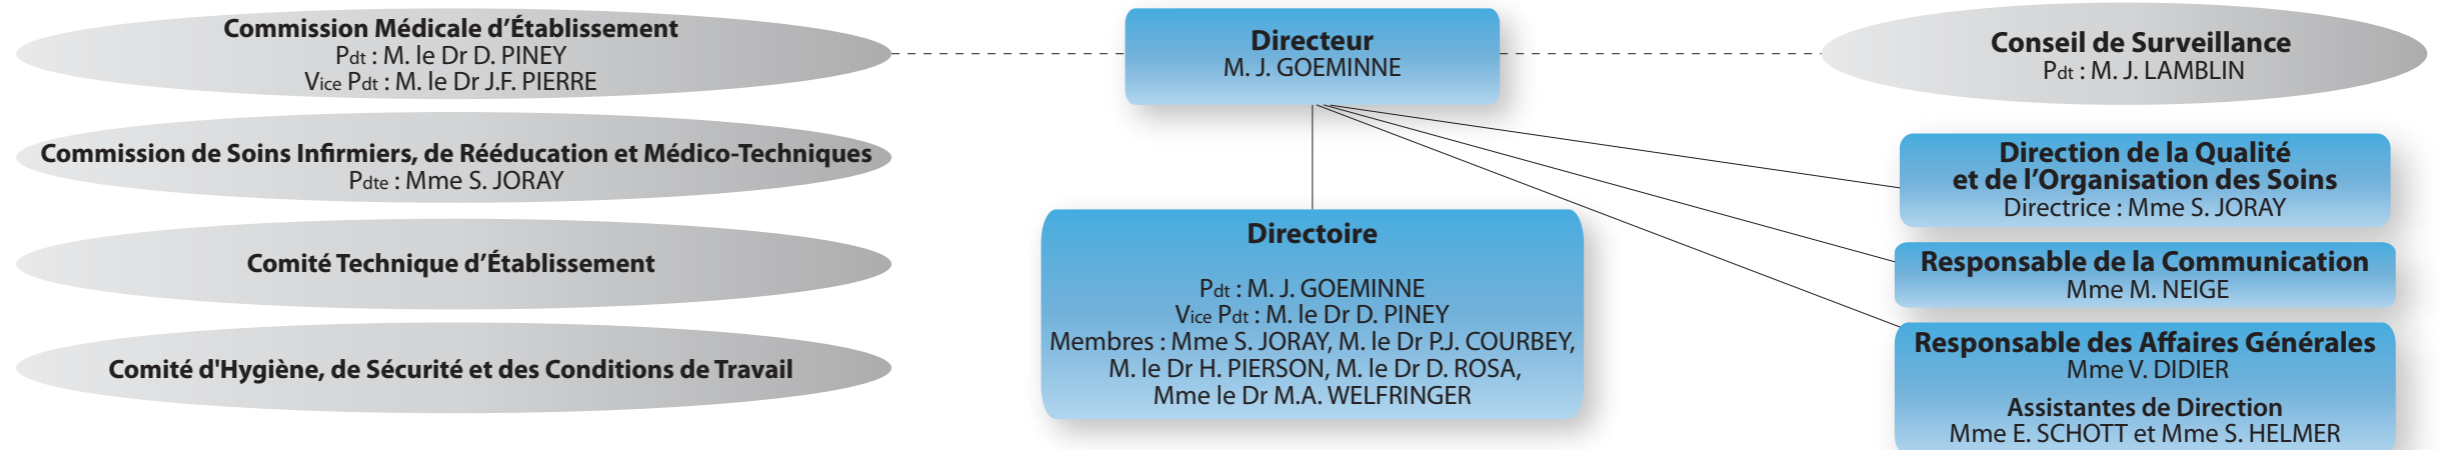 Commission Médicale d’Établissement
Pdt : M. le Dr D. PINEY
Vice Pdt : M. le Dr J.F. PIERRE
Commission de Soins Infirmiers, de Rééducation et Médico-Techniques
Pdte : Mme S. JORAY
Comité Technique d’Établissement
Comité d'Hygiène, de Sécurité et des Conditions de Travail
Directeur
M. J. GOEMINNE
Directoire
Pdt : M. J. GOEMINNE
Vice Pdt : M. le Dr D. PINEY
Membres : Mme S. JORAY, M. le Dr P.J. COURBEY,
M. le Dr H. PIERSON, M. le Dr D. ROSA,
Mme le Dr M.A. WELFRINGER
Conseil de Surveillance
Pdt : M. J. LAMBLIN
Direction de la Qualité
et de l’Organisation des Soins
Directrice : Mme S. JORAY
Responsable de la Communication
Mme M. NEIGE
Responsable des Affaires Générales
Mme V. DIDIER
Assistantes de Direction
Mme E. SCHOTT et Mme S. HELMER